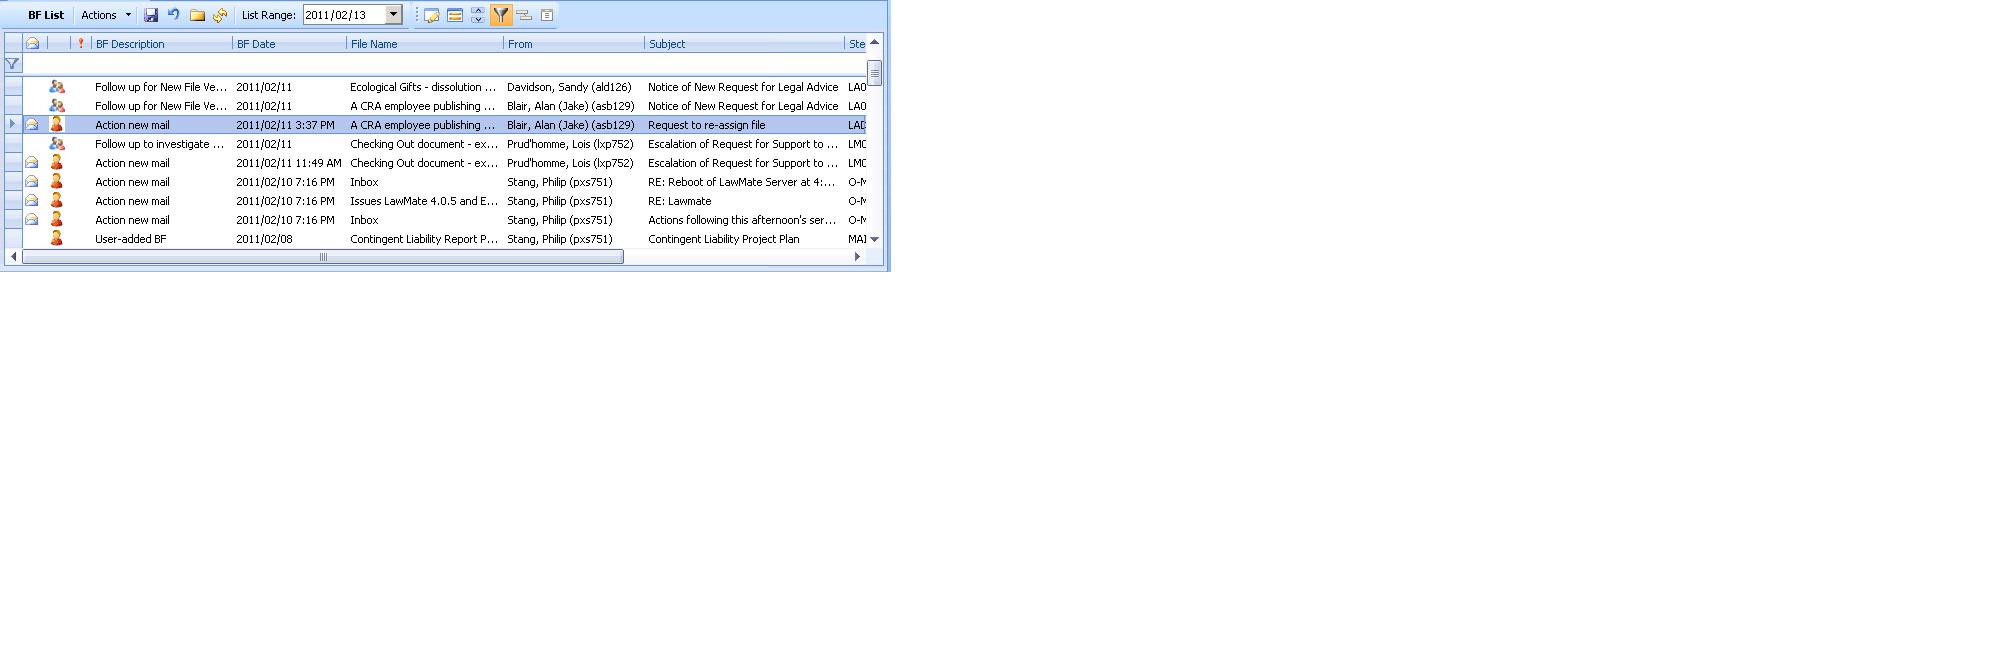 BF List Actions List Range: 2011/02/13
BF Description BF Date File Name From Subject Ste
Follow up for New File Ve... 2011/02/11 Ecological Gifts - dissolution ... Davidson, Sandy (ald126) Notice of New Request for Legal Advice LAO
Follow up for New File Ve... 2011/02/11 A CRA employee publishing ... Blair, Alan (Jake) (asb129) Notice of New Request for Legal Advice LAO
Action new mail 2011/02/11 3:37 PM A CRA employee publishing ... Blair, Alan (Jake) (asb129) Request to re-assign file
Follow up to investigate ... 2011/02/11 Checking Out document - ex... Prud'homme, Lois (lxp752) Escalation of Request for Support to ...
Action new mail 2011/02/11 11:49 AM Checking Out document - ex... Prud'homme, Lois (lxp752) Escalation of Request for Support to ...
Action new mail 2011/02/10 7:16 PM Inbox Stang, Philip (pxs751) RE: Reboot of LawMate Server at 4:... O-M
Action new mail 2011/02/10 7:16 PM Issues LawMate 4.0.5 and E... Stang, Philip (pxs751) RE: Lawmate O-M
Action new mail 2011/02/10 7:16 PM Inbox Stang, Philip (pxs751) Actions following this afternoon's ser... O-M
User-added BF 2011/02/08 Contingent Liability Report P... Stang, Philip (pxs751) Contingent Liability Project Plan MAI